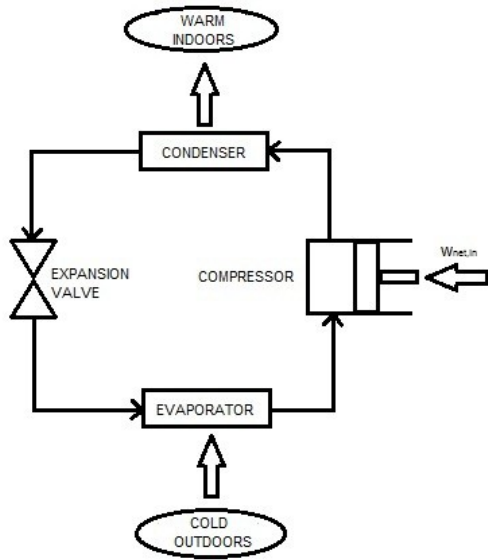 WARM
INDOORS
CONDENSER
EXPANSION
VALVE
COMPRESSOR
Wnet,in
EVAPORATOR
COLD
OUTDOORS